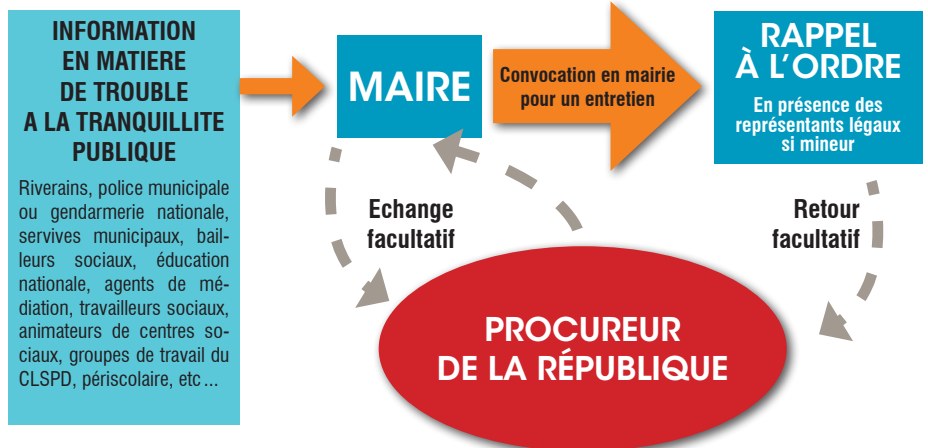 INFORMATION
EN MATIERE
DE TROUBLE
A LA TRANQUILLITE
PUBLIQUE
Riverains, police municipale
ou gendarmerie nationale,
servives municipaux, bail-
leurs sociaux, éducation
nationale, agents de mé-
diation, travailleurs sociaux,
animateurs de centres so-
ciaux, groupes de travail du
CLSPD, périscolaire, etc ...
MAIRE
Convocation en mairie
pour un entretien
RAPPEL
À L'ORDRE
En présence des
représentants légaux
si mineur
Echange
facultatif
Retour
facultatif
PROCUREUR
DE LA RÉPUBLIQUE